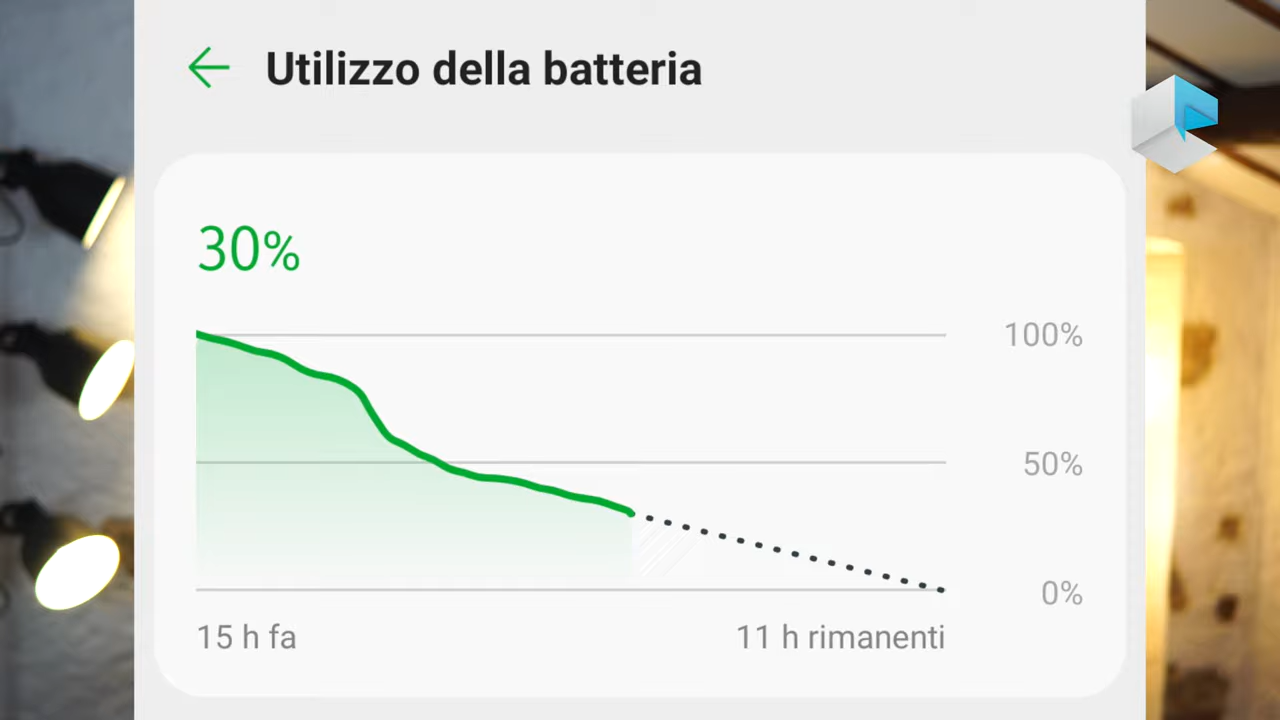 Utilizzo della batteria
30%
100%
50%
0%
15 h fa
11 h rimanenti